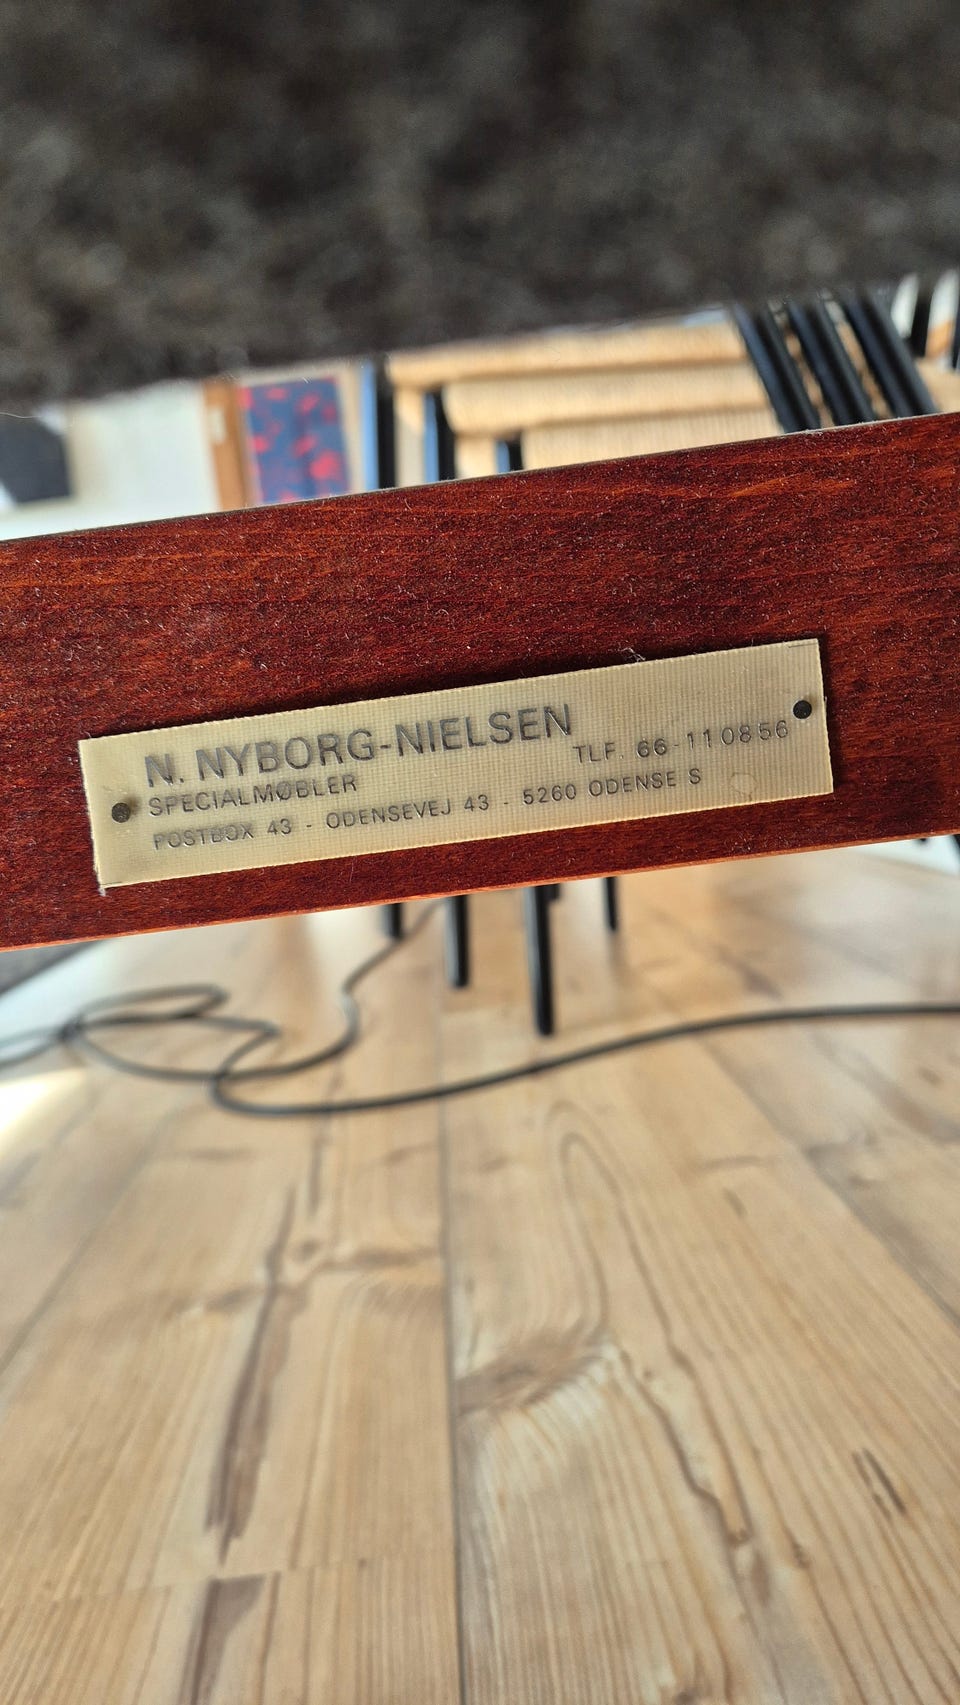 N. NYBORG-NIELSEN
SPECIALMØBLER TLF. 66-110856
POSTBOX 43 - ODENSEVEJ 43 - 5260 ODENSE S